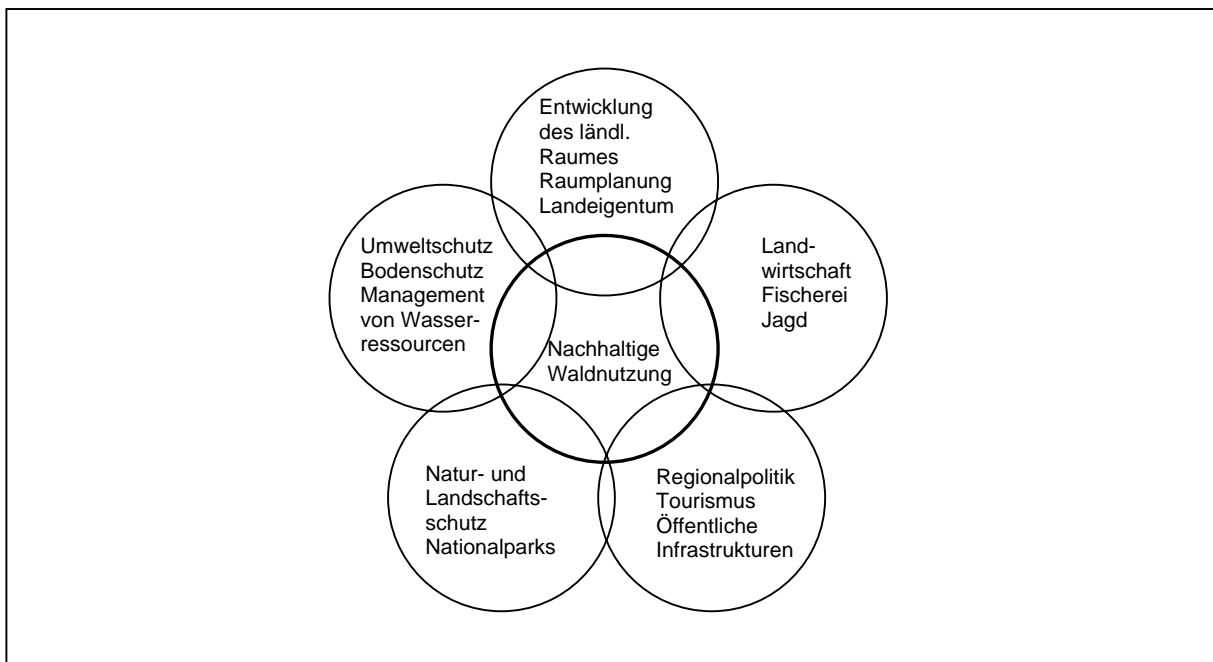 Entwicklung
des ländl.
Raumes
Raumplanung
Landeigentum
Umweltschutz
Bodenschutz
Management
von Wasser-
ressourcen
Land-
wirtschaft
Fischerei
Jagd
Nachhaltige
Waldnutzung
Natur- und
Landschafts-
schutz
Nationalparks
Regionalpolitik
Tourismus
Öffentliche
Infrastrukturen